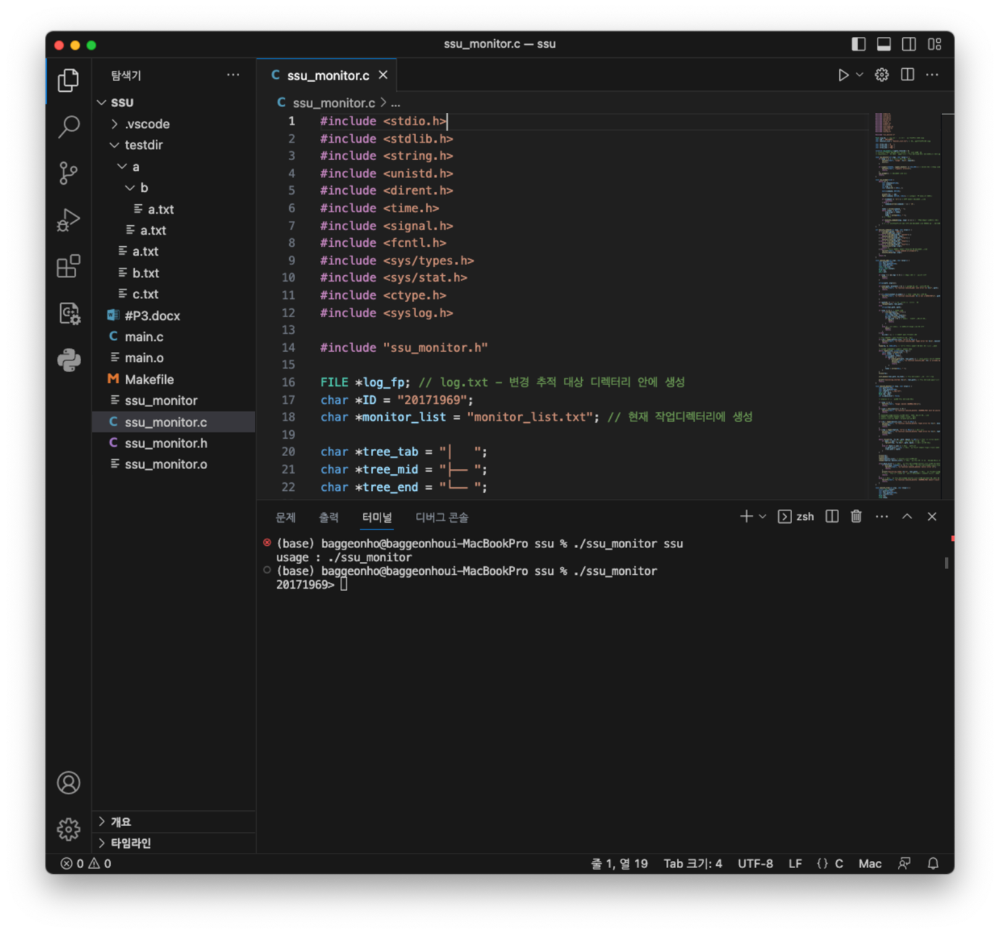 ssu_monitor.c — ssu
탐색기
SSU
.vscode
testdir
a
b
a.txt
a.txt
a.txt
b.txt
c.txt
#P3.docx
main.c
main.o
Makefile
ssu_monitor
ssu_monitor.c
ssu_monitor.h
ssu_monitor.o
개요
타임라인
C ssu_monitor.c
C ssu_monitor.c > ...
1 #include <stdio.h>
2 #include <stdlib.h>
3 #include <string.h>
4 #include <unistd.h>
5 #include <dirent.h>
6 #include <time.h>
7 #include <signal.h>
8 #include <fcntl.h>
9 #include <sys/types.h>
10 #include <sys/stat.h>
11 #include <ctype.h>
12 #include <syslog.h>
13
14 #include "ssu_monitor.h"
15
16 FILE *log_fp; // log.txt - 변경 추적 대상 디렉터리 안에 생성
17 char *ID = "20171969";
18 char *monitor_list = "monitor_list.txt"; // 현재 작업디렉터리에 생성
19
20 char *tree_tab = "│   ";
21 char *tree_mid = "├── ";
22 char *tree_end = "└── ";
문제 출력 터미널 디버그 콘솔 zsh
(base) baggeonho@baggeonhoui-MacBookPro ssu % ./ssu_monitor ssu
usage : ./ssu_monitor
(base) baggeonho@baggeonhoui-MacBookPro ssu % ./ssu_monitor
20171969>
0 0 줄 1, 열 19 Tab 크기: 4 UTF-8 LF {} C Mac